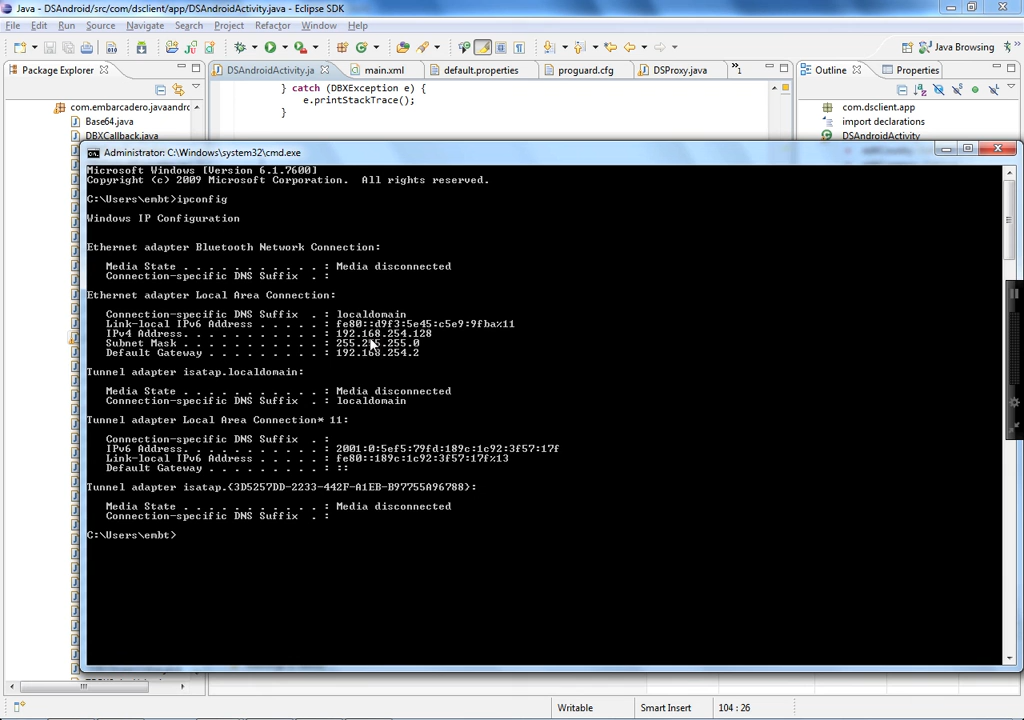 Java - DSAndroid/src/com/dsclient/app/DSAndroidActivity.java - Eclipse SDK
File Edit Run Source Navigate Search Project Refactor Window Help
Java Browsing
Package Explorer
DSAndroidActivity.ja
main.xml
default.properties
proguard.cfg
DSProxy.java
1
Outline
Properties
com.embarcadero.javaandro
Base64.java
DBXCallback.java
} catch (DBXException e) {
e.printStackTrace();
}
com.dsclient.app
import declarations
DSAndroidActivity
Administrator: C:\Windows\system32\cmd.exe
Microsoft Windows [Version 6.1.7600]
Copyright (c) 2009 Microsoft Corporation.  All rights reserved.
C:\Users\embt>ipconfig
Windows IP Configuration
Ethernet adapter Bluetooth Network Connection:
Media State . . . . . . . . . . . : Media disconnected
Connection-specific DNS Suffix  . :
Ethernet adapter Local Area Connection:
Connection-specific DNS Suffix  . : localdomain
Link-local IPv6 Address . . . . . : fe80::d9f3:5e45:c5e9:9fba%11
IPv4 Address. . . . . . . . . . . : 192.168.254.128
Subnet Mask . . . . . . . . . . . : 255.255.255.0
Default Gateway . . . . . . . . . : 192.168.254.2
Tunnel adapter isatap.localdomain:
Media State . . . . . . . . . . . : Media disconnected
Connection-specific DNS Suffix  . : localdomain
Tunnel adapter Local Area Connection* 11:
Connection-specific DNS Suffix  . :
IPv6 Address. . . . . . . . . . . : 2001:0:5ef5:79fd:189c:1c92:3f57:17f
Link-local IPv6 Address . . . . . : fe80::189c:1c92:3f57:17f%13
Default Gateway . . . . . . . . . : ::
Tunnel adapter isatap.{3D5257DD-2233-442F-A1EB-B97755A96788}:
Media State . . . . . . . . . . . : Media disconnected
Connection-specific DNS Suffix  . :
C:\Users\embt>
Writable
Smart Insert
104 : 26